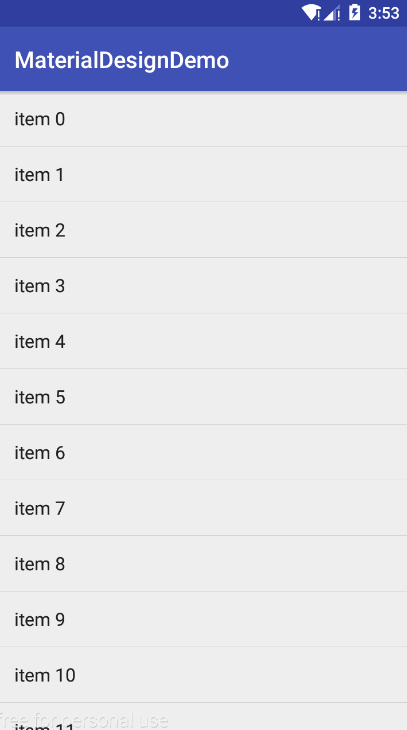 3:53
MaterialDesignDemo
item 0
item 1
item 2
item 3
item 4
item 5
item 6
item 7
item 8
item 9
item 10
free for personal use
item 11